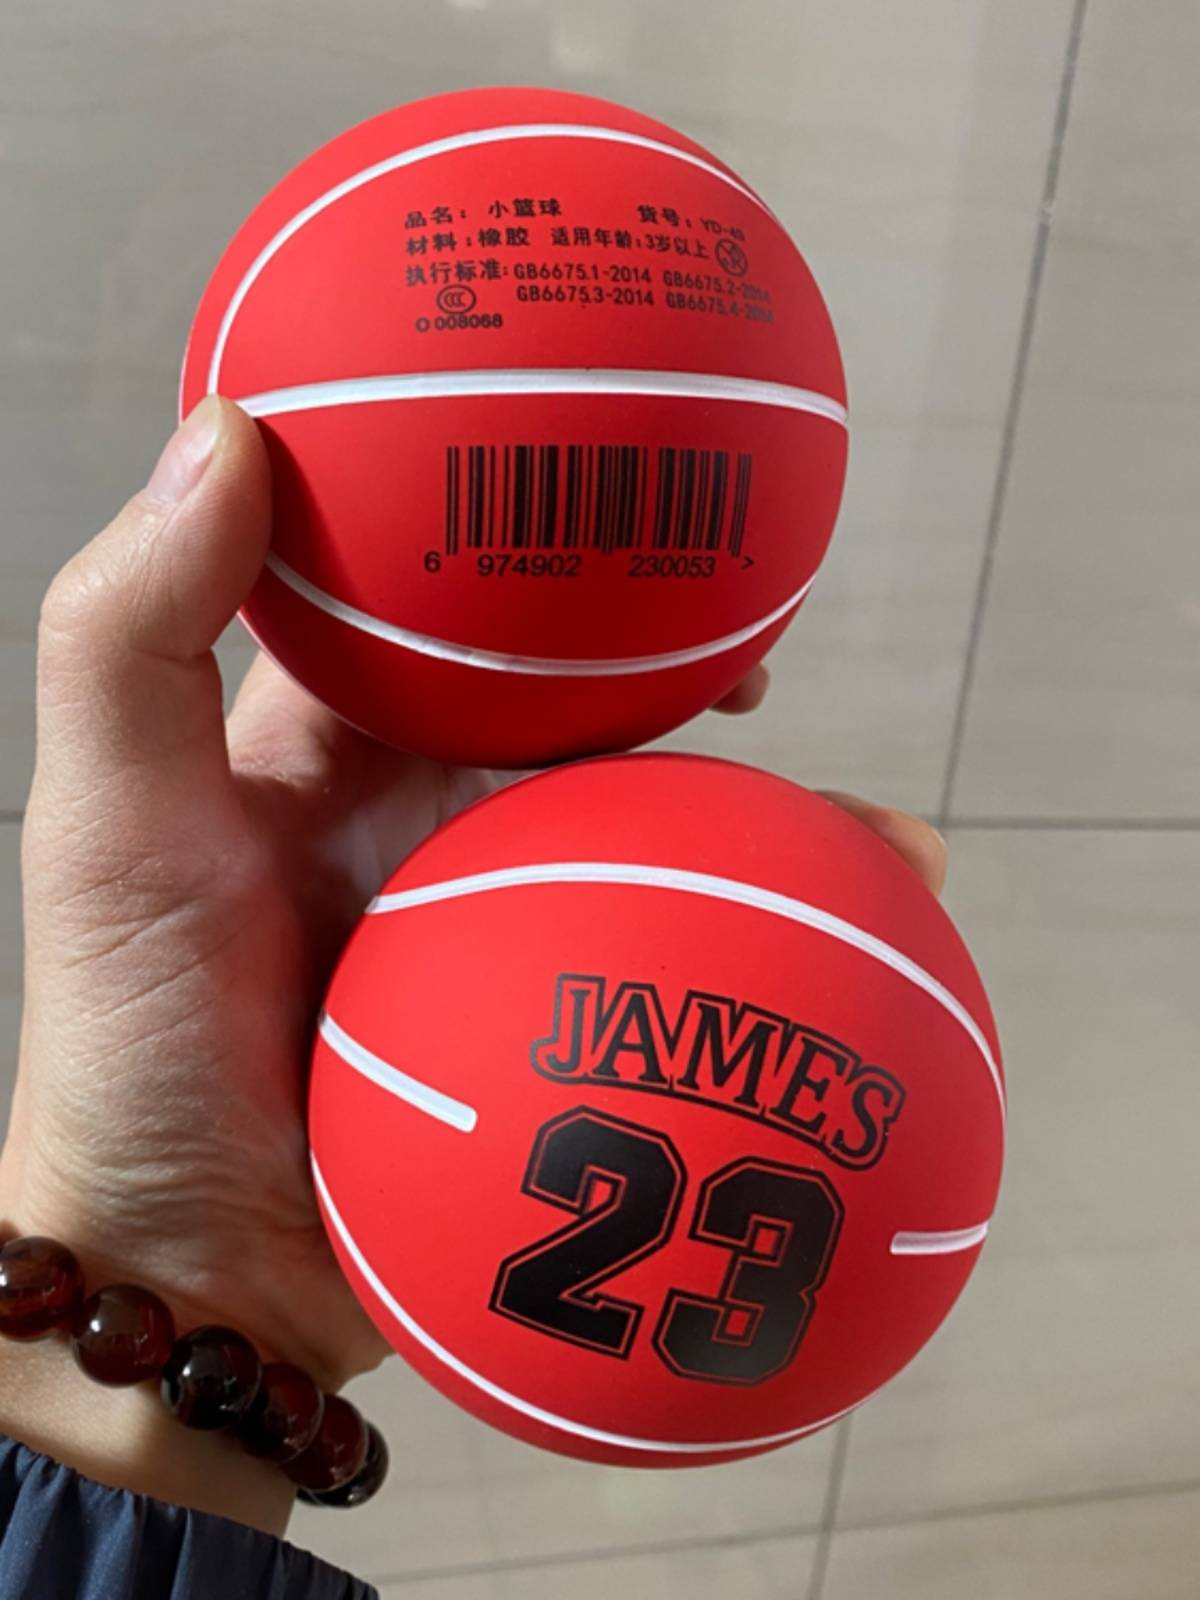 品名：小篮球 货号：YD-49
材料：橡胶 适用年龄：3岁以上
执行标准：GB6675.1-2014 GB6675.2-2014
GB6675.3-2014 GB6675.4-2014
CCC
O 008068
6 974902 230053 >
JAMES
23